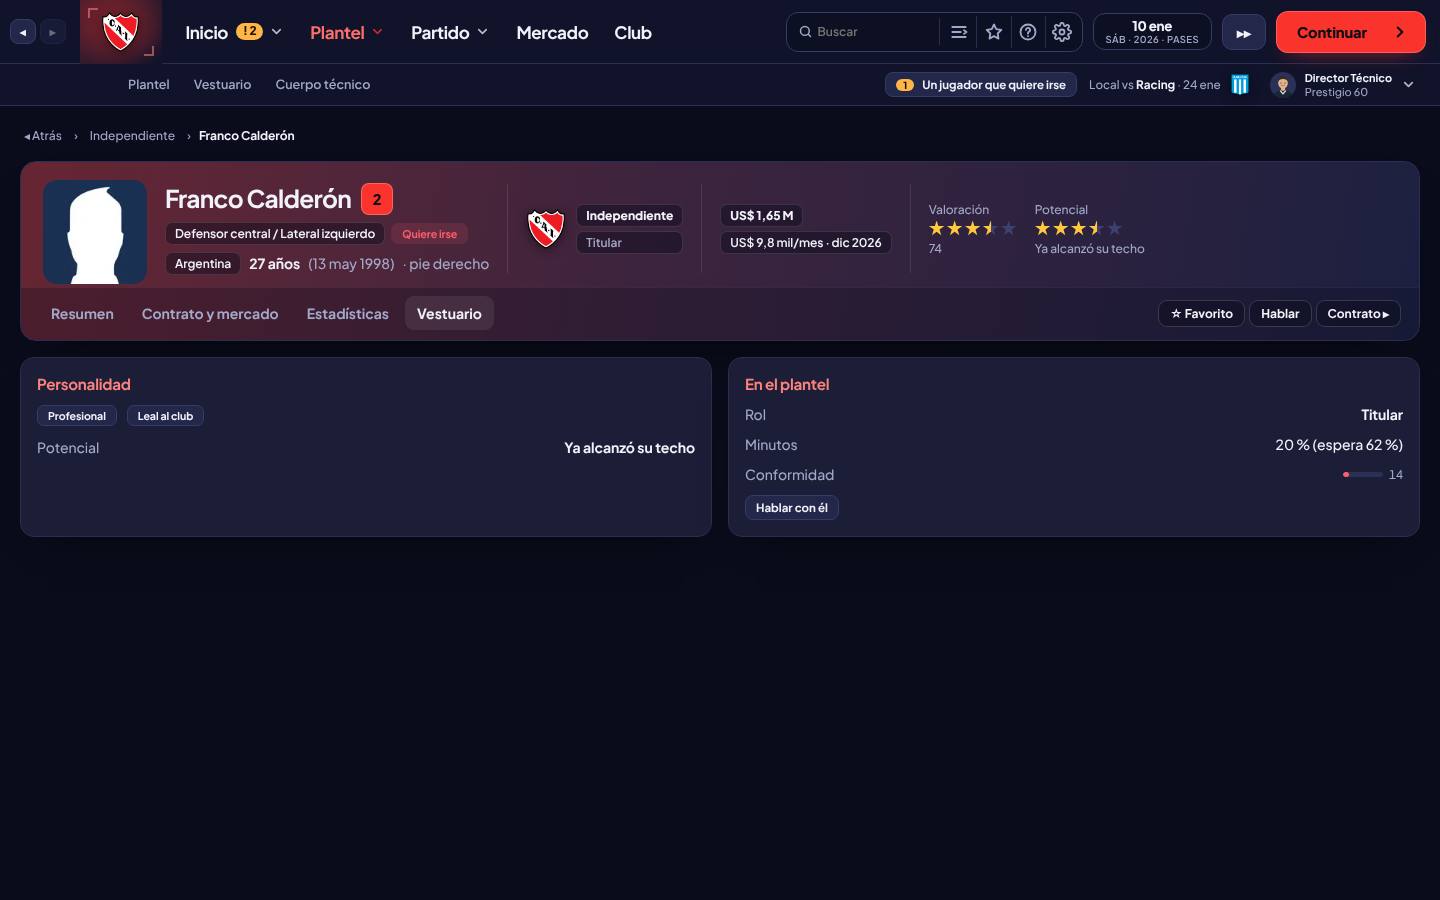 Inicio !2 Plantel Partido Mercado Club Buscar 10 ene Continuar
SÁB · 2026 · PASES
Plantel Vestuario Cuerpo técnico 1 Un jugador que quiere irse Local vs Racing · 24 ene Director Técnico
Prestigio 60
Atrás › Independiente › Franco Calderón
Franco Calderón 2
Defensor central / Lateral izquierdo Quiere irse
Argentina 27 años (13 may 1998) · pie derecho
Independiente
Titular
US$ 1,65 M
US$ 9,8 mil/mes · dic 2026
Valoración
74
Potencial
Ya alcanzó su techo
Resumen Contrato y mercado Estadísticas Vestuario Favorito Hablar Contrato
Personalidad
Profesional Leal al club
Potencial Ya alcanzó su techo
En el plantel
Rol Titular
Minutos 20 % (espera 62 %)
Conformidad 14
Hablar con él